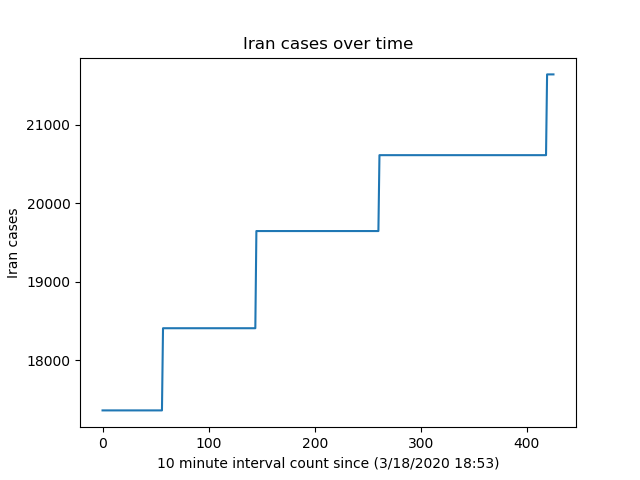 Iran cases over time
Iran cases
21000
20000
19000
18000
0 100 200 300 400
10 minute interval count since (3/18/2020 18:53)